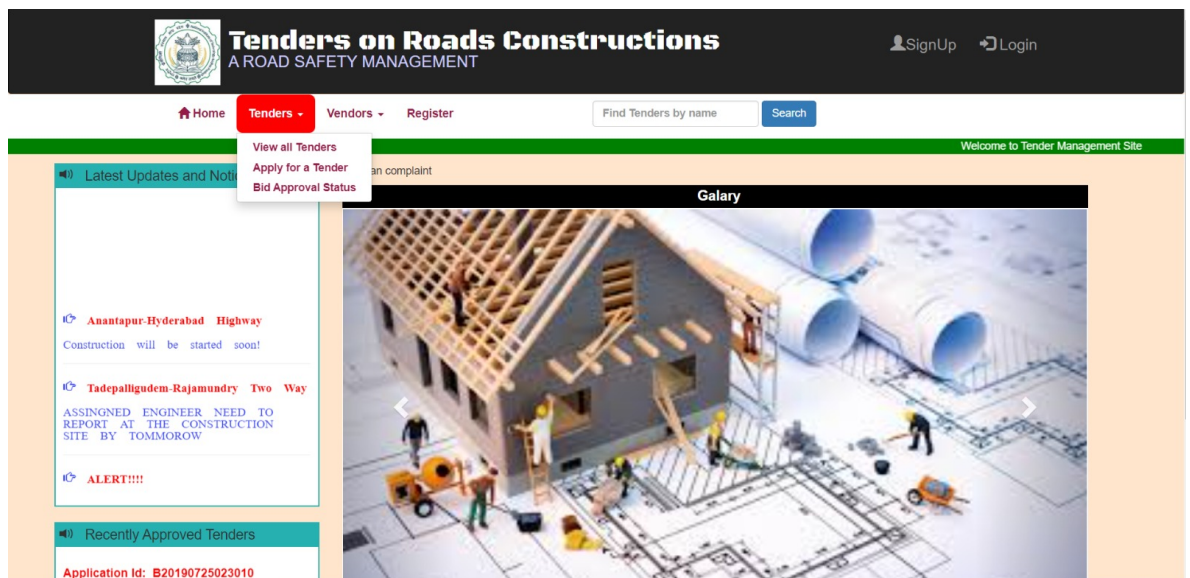 Tenders on Roads Constructions
A ROAD SAFETY MANAGEMENT
SignUp
Login
Home
Tenders
Vendors
Register
Find Tenders by name
Search
View all Tenders
Apply for a Tender
Bid Approval Status
Welcome to Tender Management Site
Latest Updates and
an complaint
Galary
Anantapur-Hyderabad Highway
Construction will be started soon!
Tadepalligudem-Rajamundry Two Way
ASSINGNED ENGINEER NEED TO
REPORT AT THE CONSTRUCTION
SITE BY TOMMOROW
ALERT!!!!
Recently Approved Tenders
Application Id: B20190725023010